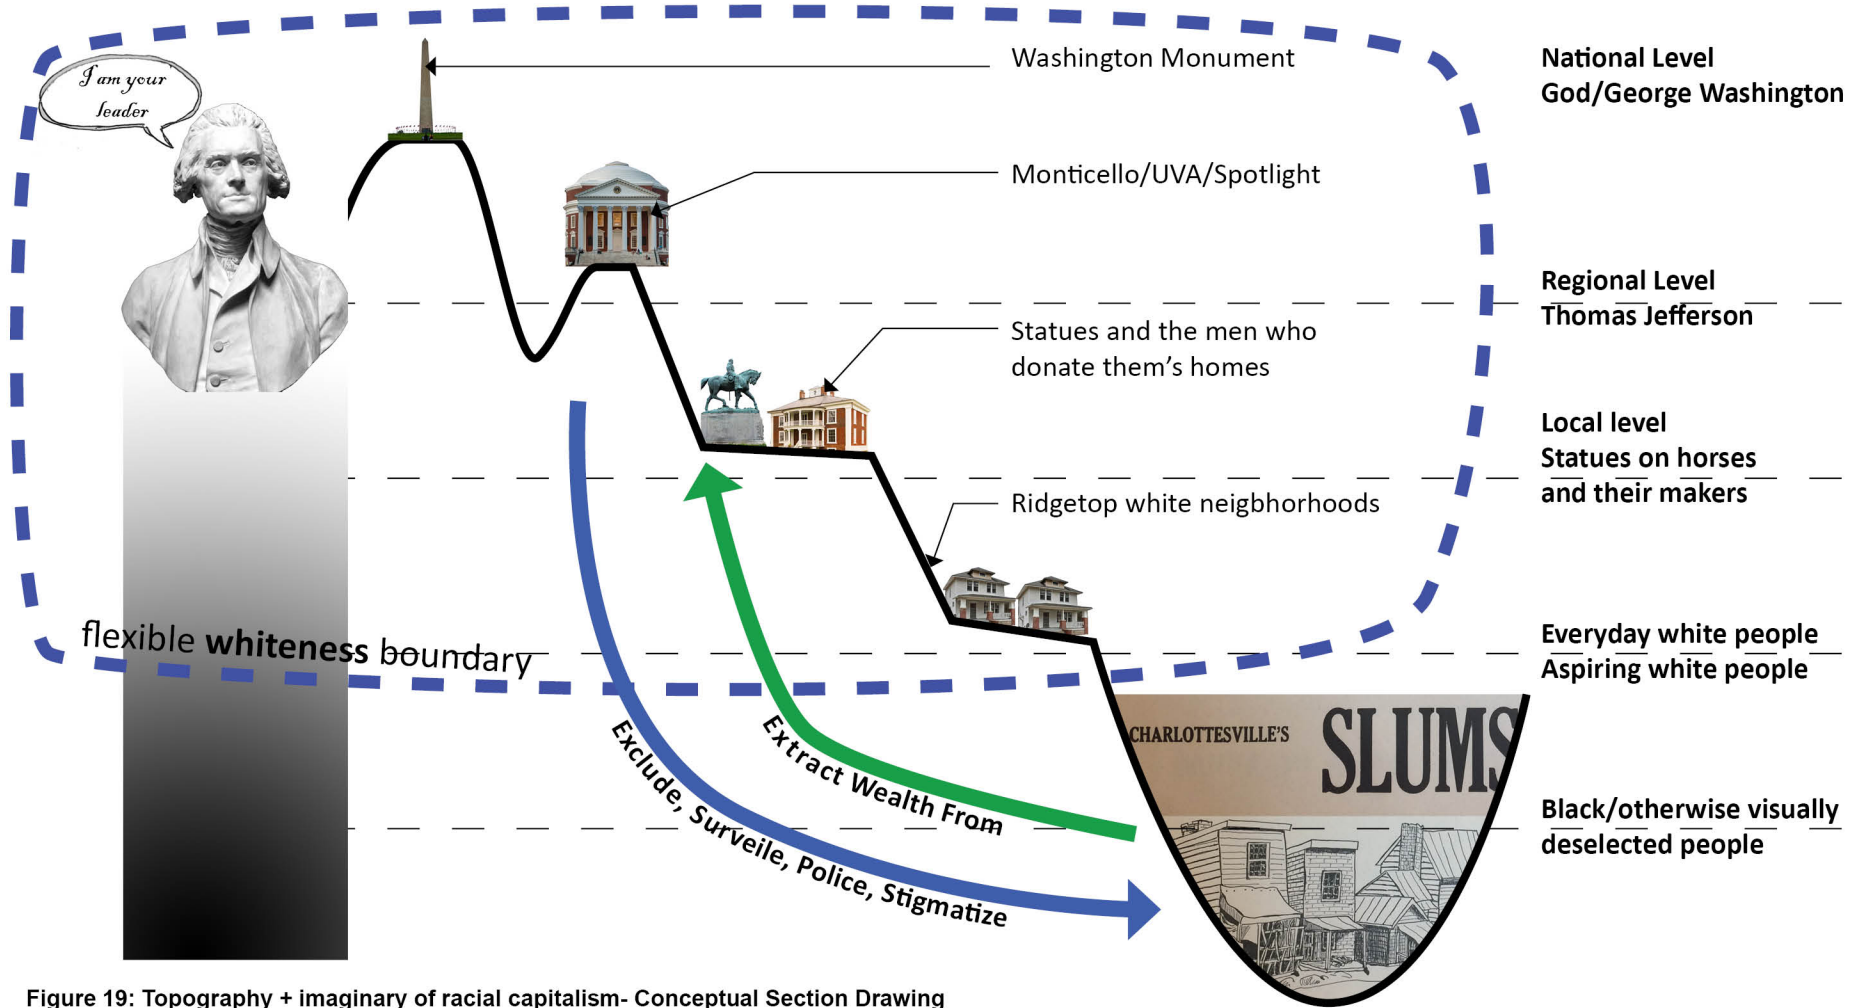 I am your
leader
Washington Monument
National Level
God/George Washington
Monticello/UVA/Spotlight
Regional Level
Thomas Jefferson
Statues and the men who
donate them's homes
Local level
Statues on horses
and their makers
Ridgetop white neigbhorhoods
flexible whiteness boundary
Everyday white people
Aspiring white people
Extract Wealth From
Exclude, Surveile, Police, Stigmatize
CHARLOTTESVILLE'S
SLUMS
Black/otherwise visually
deselected people
Figure 19: Topography + imaginary of racial capitalism- Conceptual Section Drawing